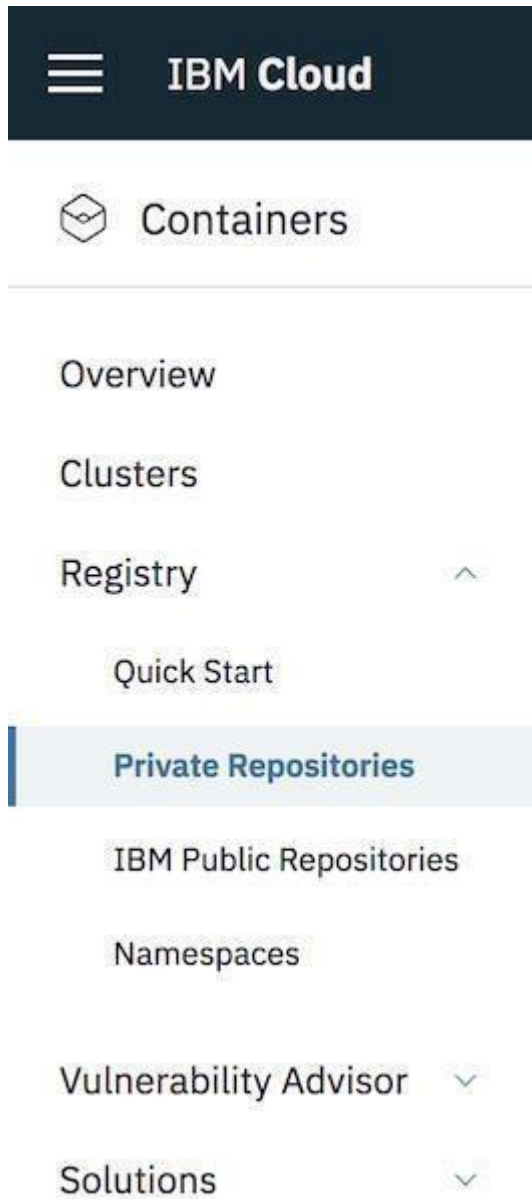 IBM Cloud
Containers
Overview
Clusters
Registry
Quick Start
Private Repositories
IBM Public Repositories
Namespaces
Vulnerability Advisor
Solutions